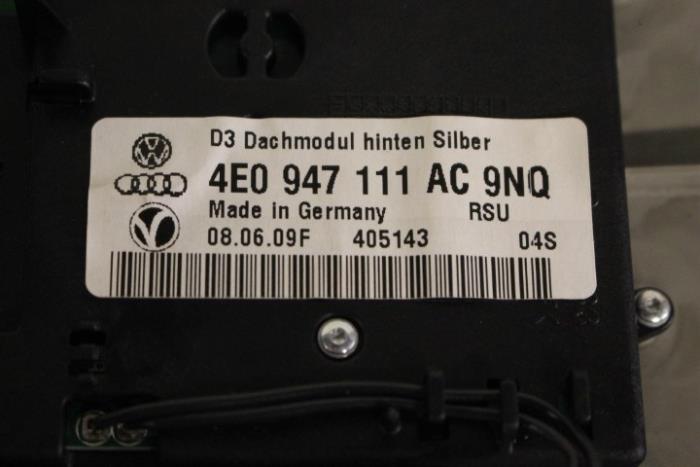 D3 Dachmodul hinten Silber
4E0 947 111 AC 9NQ
Made in Germany RSU
08.06.09F 405143 04S